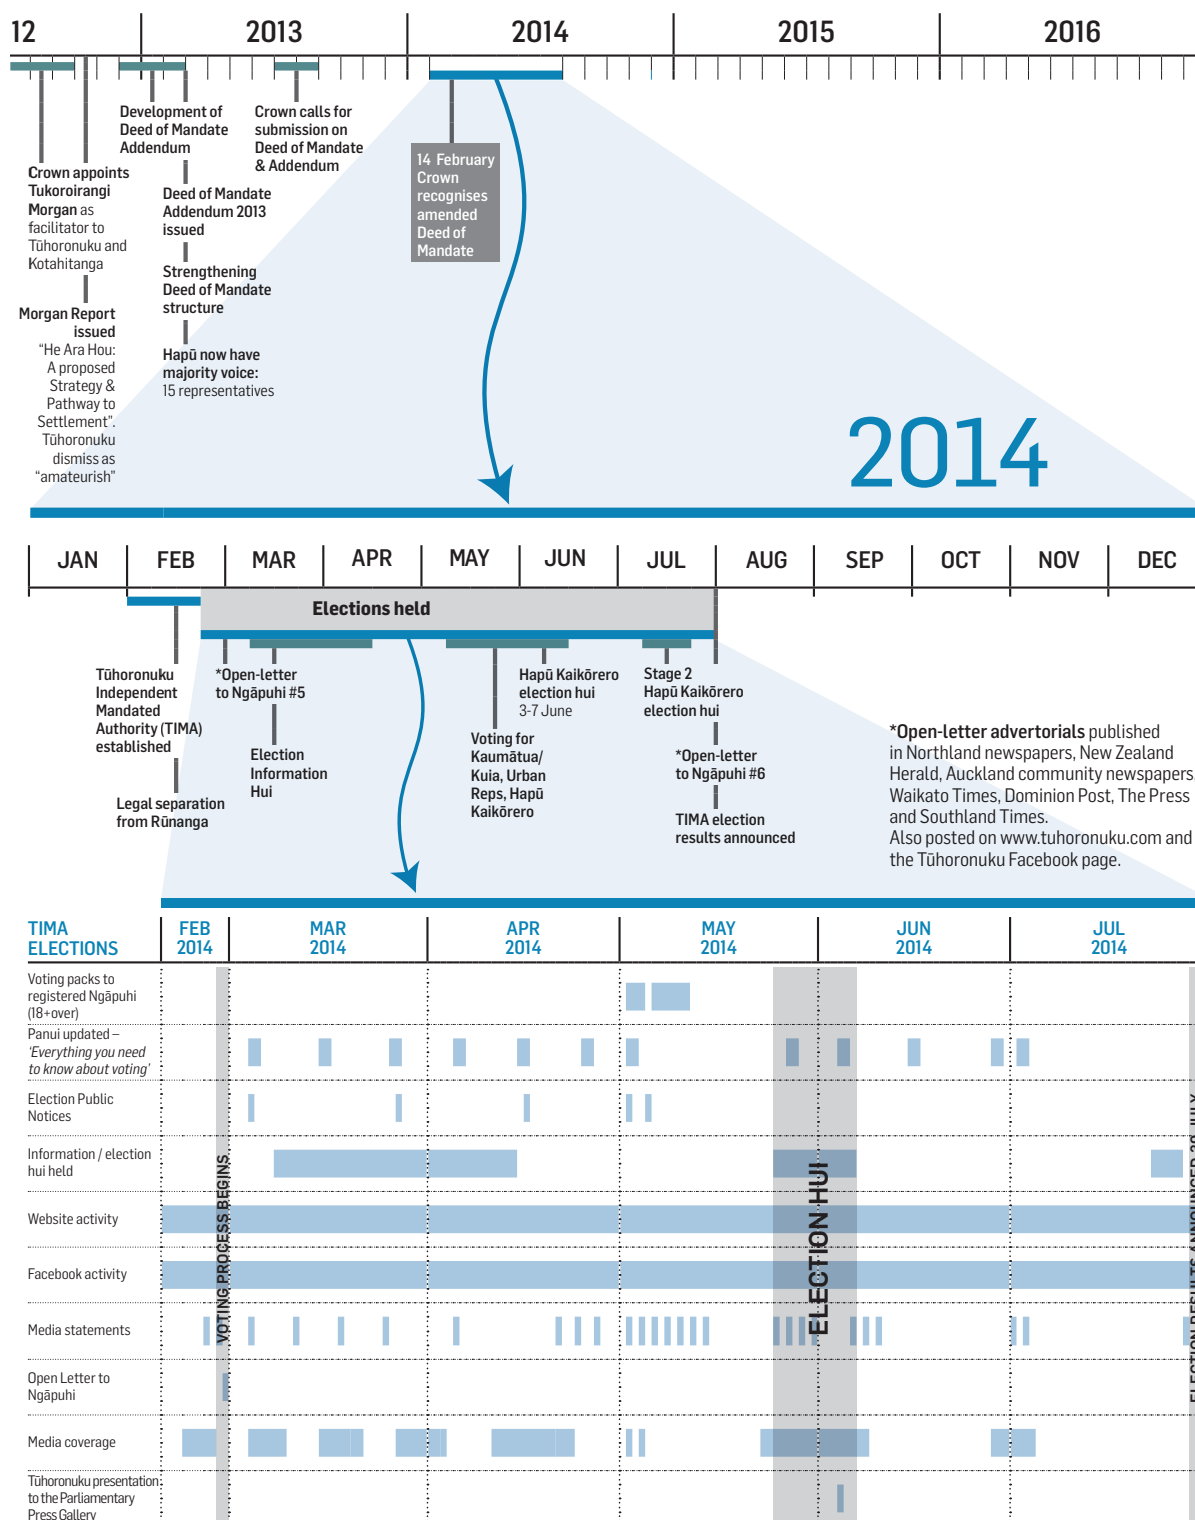 12
2013
2014
2015
2016
Crown appoints
Tukoroirangi
Morgan as
facilitator to
Tūhoronuku and
Kotahitanga
Morgan Report
issued
“He Ara Hou:
A proposed
Strategy &
Pathway to
Settlement”.
Tūhoronuku
dismiss as
“amateurish”
Development of
Deed of Mandate
Addendum
Deed of Mandate
Addendum 2013
issued
Strengthening
Deed of Mandate
structure
Hapū now have
majority voice:
15 representatives
Crown calls for
submission on
Deed of Mandate
& Addendum
14 February
Crown
recognises
amended
Deed of
Mandate
2014
JAN
FEB
MAR
APR
MAY
JUN
JUL
AUG
SEP
OCT
NOV
DEC
Elections held
Tūhoronuku
Independent
Mandated
Authority (TIMA)
established
Legal separation
from Rūnanga
*Open-letter
to Ngāpuhi #5
Election
Information
Hui
Voting for
Kaumātua/
Kuia, Urban
Reps, Hapū
Kaikōrero
Hapū Kaikōrero
election hui
3-7 June
Stage 2
Hapū Kaikōrero
election hui
*Open-letter
to Ngāpuhi #6
TIMA election
results announced
*Open-letter advertorials published
in Northland newspapers, New Zealand
Herald, Auckland community newspapers,
Waikato Times, Dominion Post, The Press
and Southland Times.
Also posted on www.tuhoronuku.com and
the Tūhoronuku Facebook page.
TIMA
ELECTIONS
FEB
2014
MAR
2014
APR
2014
MAY
2014
JUN
2014
JUL
2014
Voting packs to
registered Ngāpuhi
(18+over)
Panui updated –
‘Everything you need
to know about voting’
Election Public
Notices
Information / election
hui held
Website activity
Facebook activity
Media statements
Open Letter to
Ngāpuhi
Media coverage
Tūhoronuku presentation
to the Parliamentary
Press Gallery
VOTING PROCESS BEGINS
ELECTION HUI